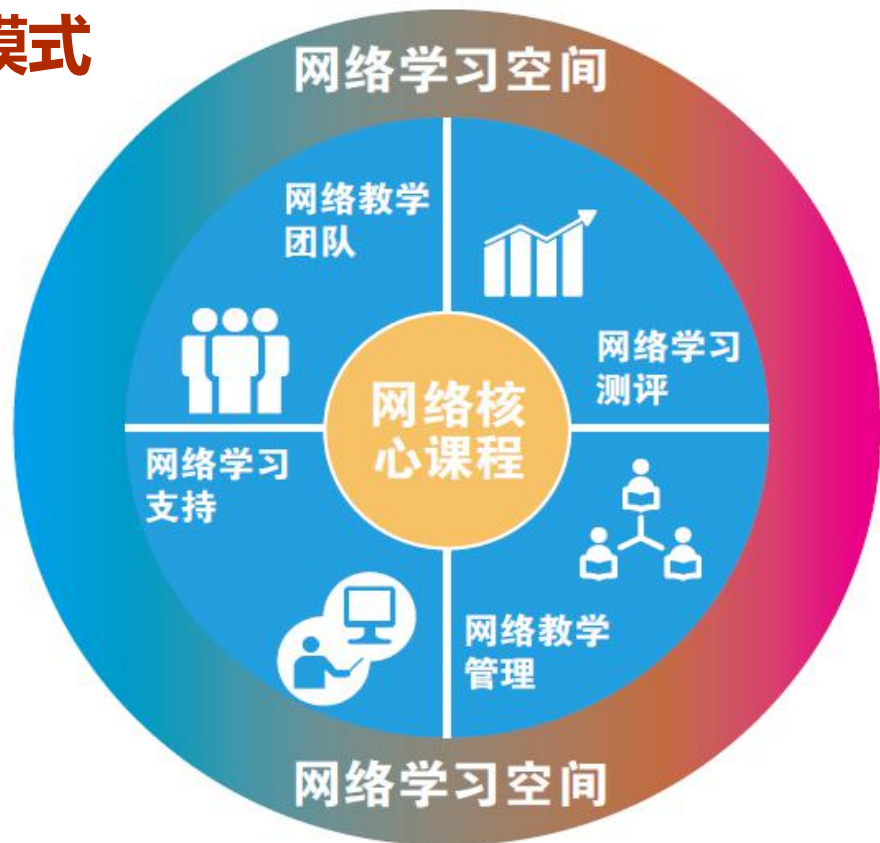 模式
网络学习空间
网络教学
团队
网络学习
测评
网络核
心课程
网络学习
支持
网络教学
管理
网络学习空间